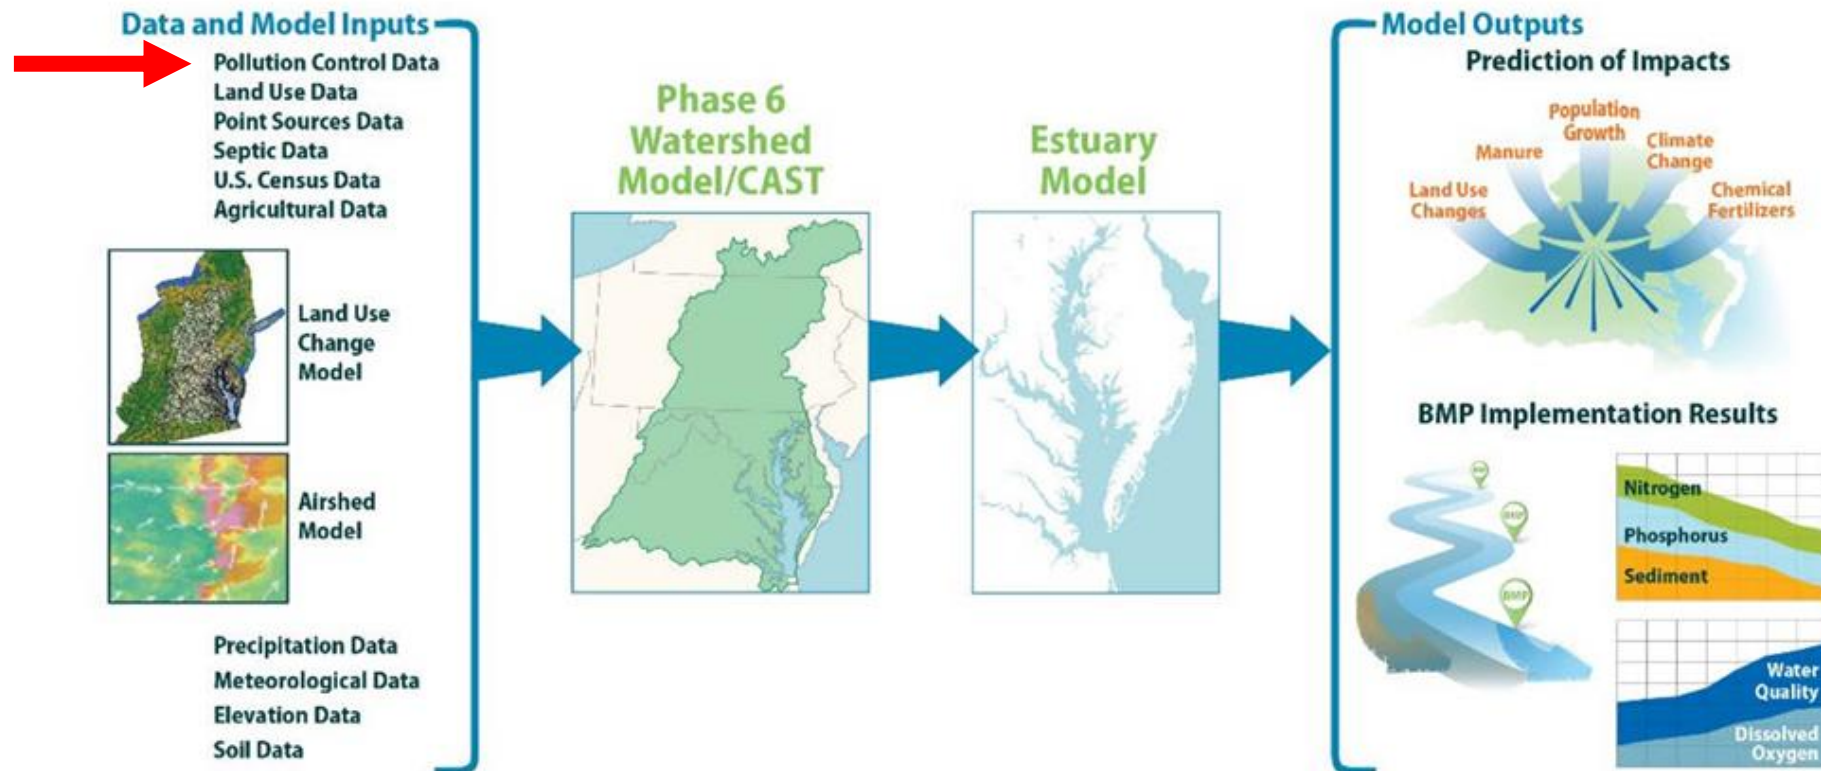 Data and Model Inputs
Pollution Control Data
Land Use Data
Point Sources Data
Septic Data
U.S. Census Data
Agricultural Data
Land Use
Change
Model
Airshed
Model
Precipitation Data
Meteorological Data
Elevation Data
Soil Data
Phase 6
Watershed
Model/CAST
Estuary
Model
Model Outputs
Prediction of Impacts
Population
Growth
Manure
Climate
Change
Land Use
Changes
Chemical
Fertilizers
BMP Implementation Results
BMP
BMP
BMP
Nitrogen
Phosphorus
Sediment
Water
Quality
Dissolved
Oxygen